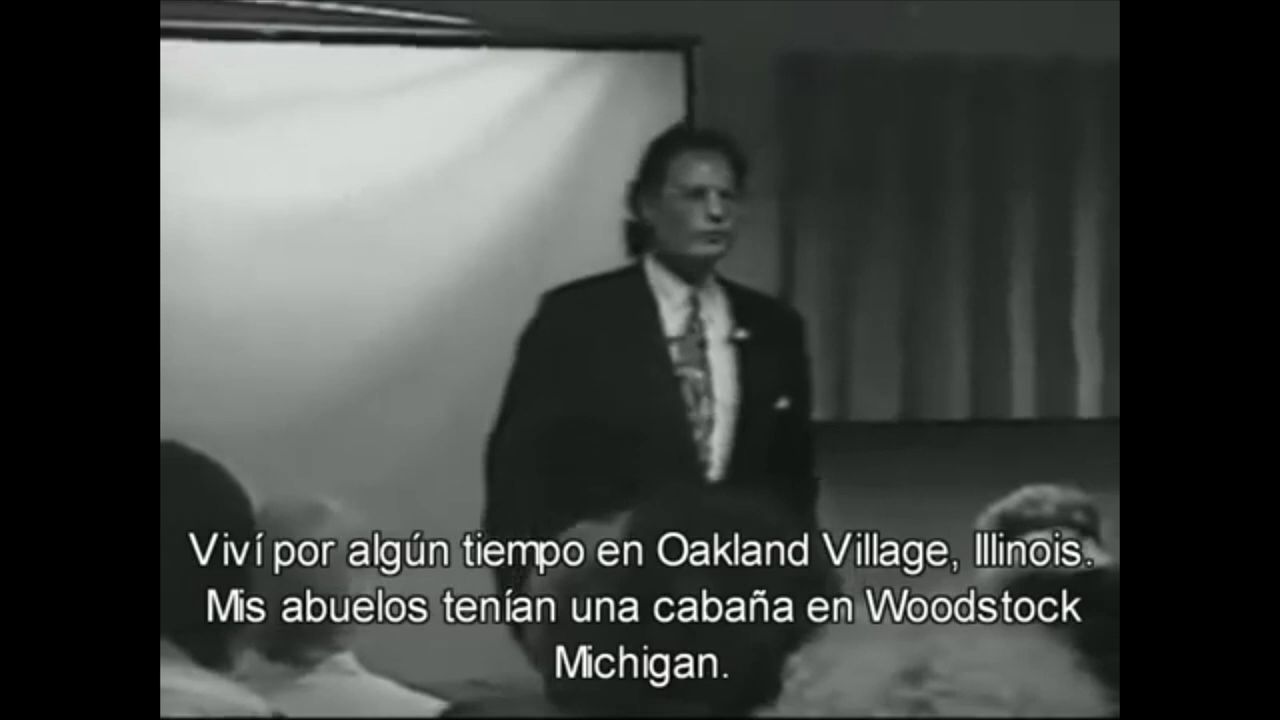 Viví por algún tiempo en Oakland Village, Illinois.
Mis abuelos tenían una cabaña en Woodstock
Michigan.